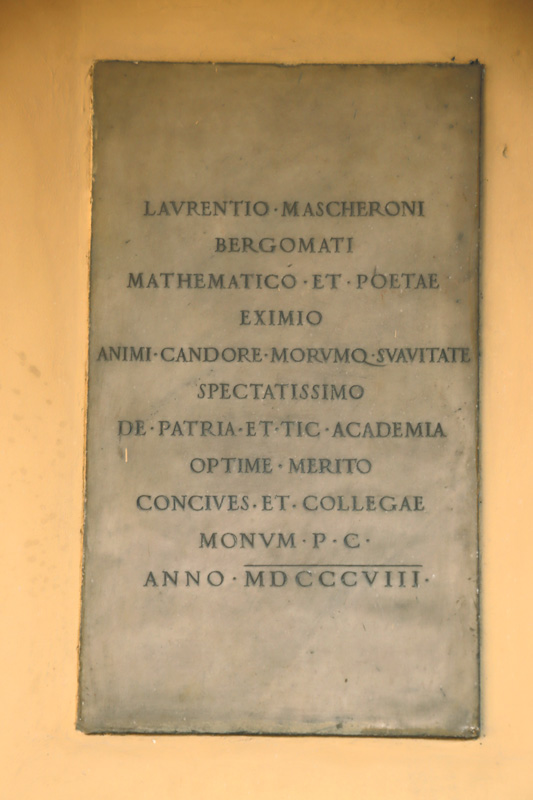 LAVRENTIO · MASCHERONI
BERGOMATI
MATHEMATICO · ET · POETAE
EXIMIO
ANIMI · CANDORE · MORVMQ · SVAVITATE
SPECTATISSIMO
DE · PATRIA · ET · TIC · ACADEMIA
OPTIME · MERITO
CONCIVES · ET · COLLEGAE
MONVM · P · C ·
ANNO · MDCCCVIII ·